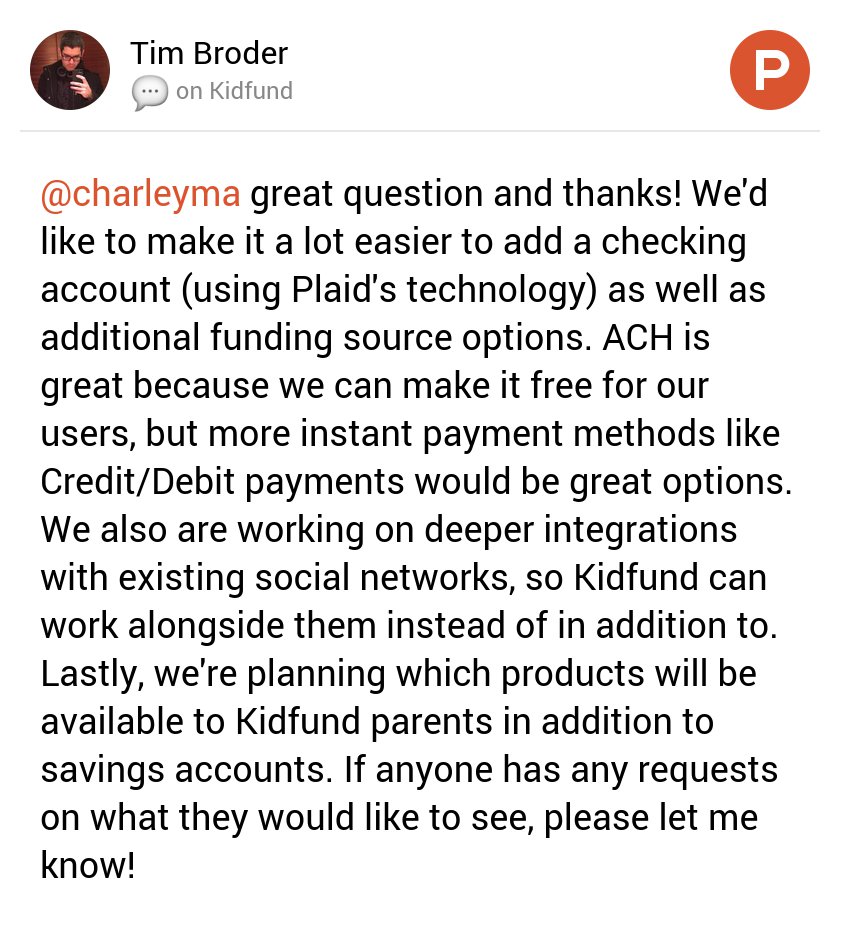 Tim Broder
on Kidfund
P
@charleyma great question and thanks! We'd
like to make it a lot easier to add a checking
account (using Plaid's technology) as well as
additional funding source options. ACH is
great because we can make it free for our
users, but more instant payment methods like
Credit/Debit payments would be great options.
We also are working on deeper integrations
with existing social networks, so Kidfund can
work alongside them instead of in addition to.
Lastly, we're planning which products will be
available to Kidfund parents in addition to
savings accounts. If anyone has any requests
on what they would like to see, please let me
know!